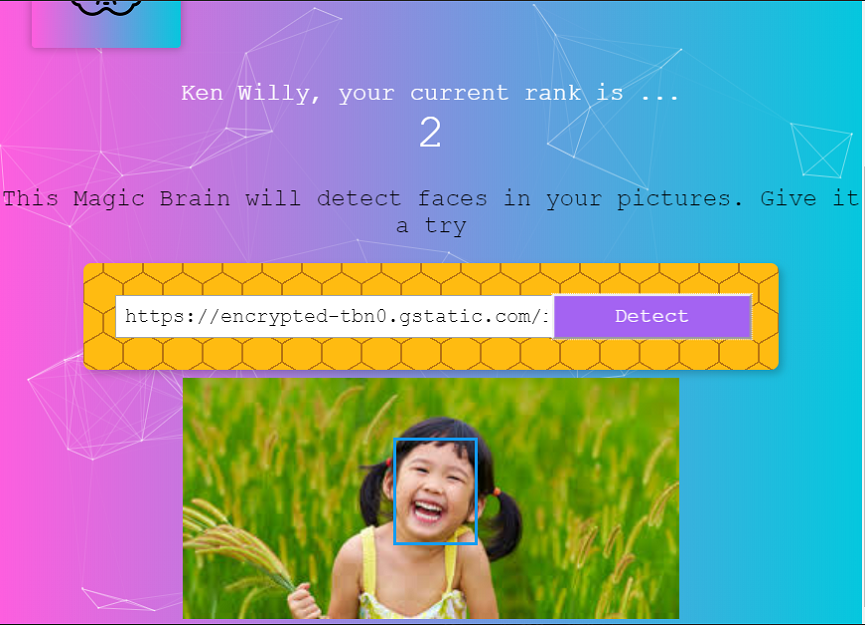 Ken Willy, your current rank is ...
2
This Magic Brain will detect faces in your pictures. Give it
a try
https://encrypted-tbn0.gstatic.com/
Detect